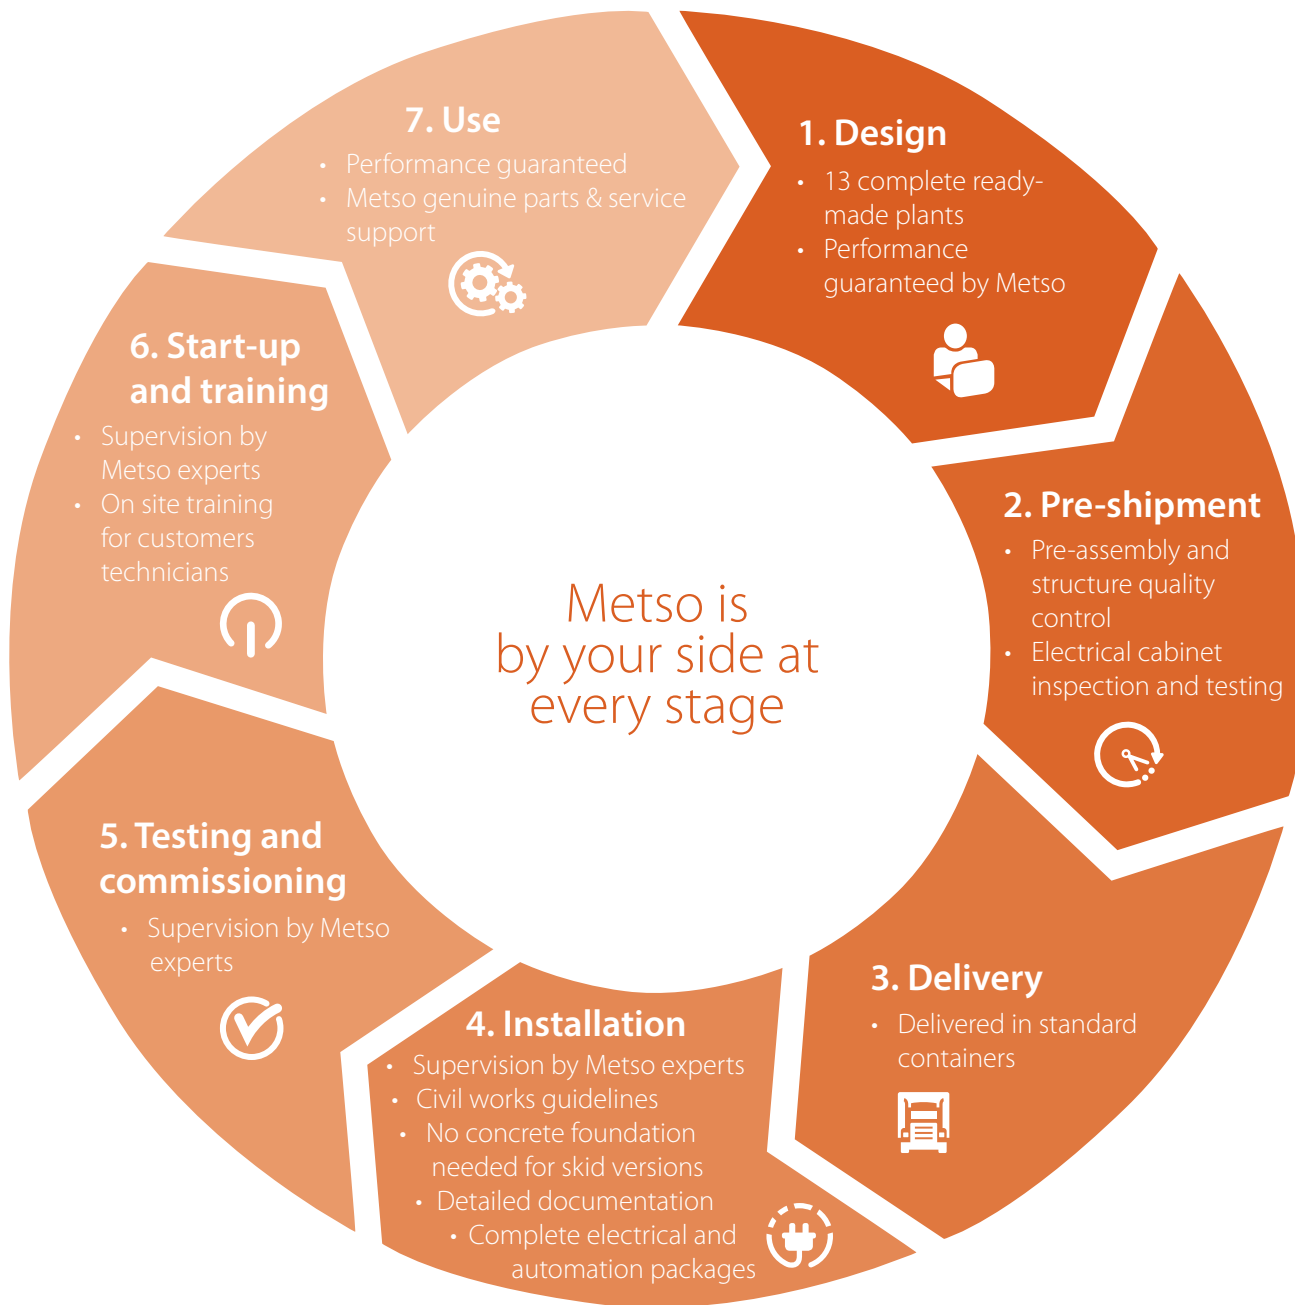 1. Design
• 13 complete ready-
made plants
• Performance
guaranteed by Metso
2. Pre-shipment
• Pre-assembly and
structure quality
control
• Electrical cabinet
inspection and testing
3. Delivery
• Delivered in standard
containers
4. Installation
• Supervision by Metso experts
• Civil works guidelines
• No concrete foundation
needed for skid versions
• Detailed documentation
• Complete electrical and
automation packages
5. Testing and
commissioning
• Supervision by Metso
experts
6. Start-up
and training
• Supervision by
Metso experts
• On site training
for customers
technicians
7. Use
• Performance guaranteed
• Metso genuine parts & service
support
Metso is
by your side at
every stage